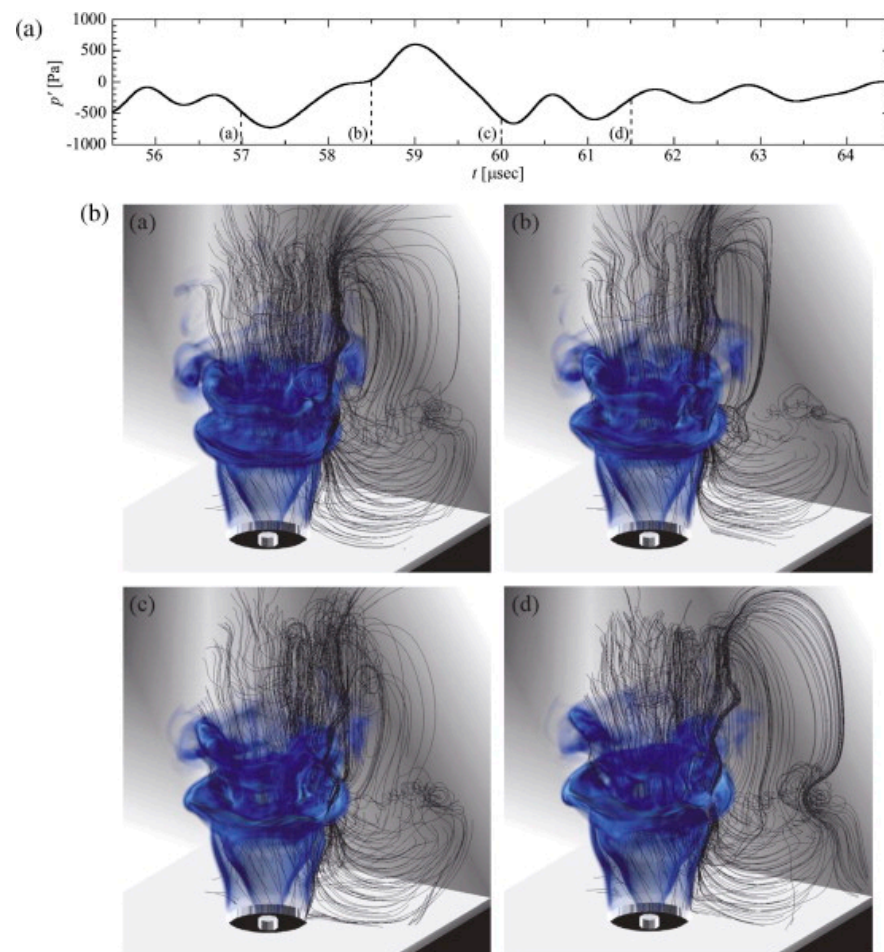 (a)
1000
500
0
-500
-1000
p' [Pa]
(a)
(b)
(c)
(d)
56
57
58
59
60
61
62
63
64
t [μsec]
(b)
(a)
(b)
(c)
(d)